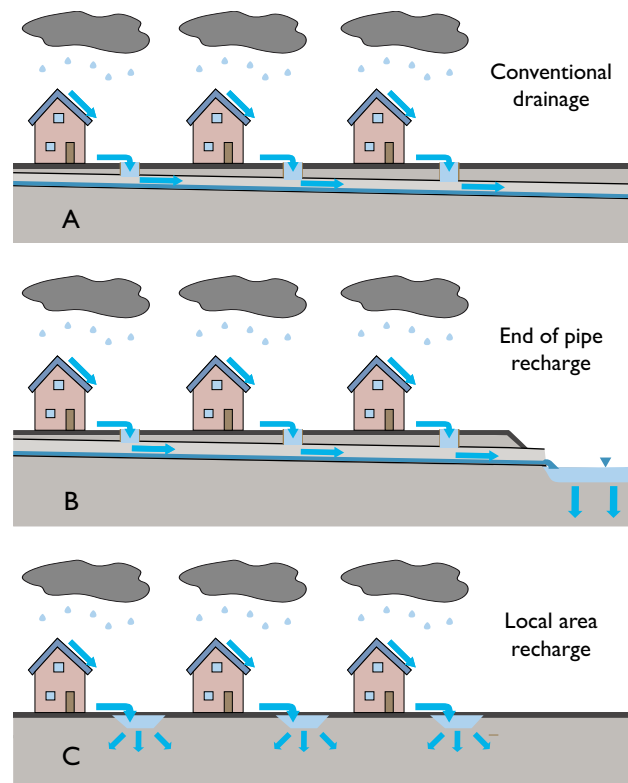 Conventional
drainage
A
End of pipe
recharge
B
Local area
recharge
C